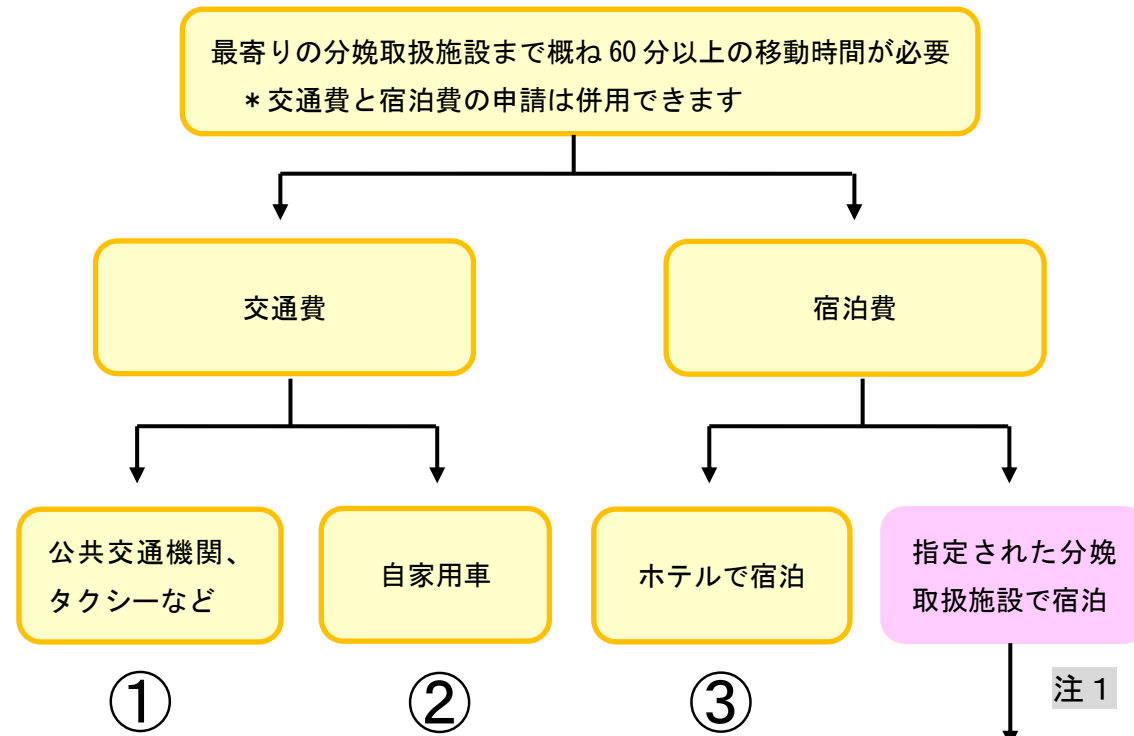 最寄りの分娩取扱施設まで概ね60分以上の移動時間が必要
＊交通費と宿泊費の申請は併用できます
交通費
宿泊費
公共交通機関、
タクシーなど
自家用車
ホテルで宿泊
指定された分娩
取扱施設で宿泊
①
②
③
注１